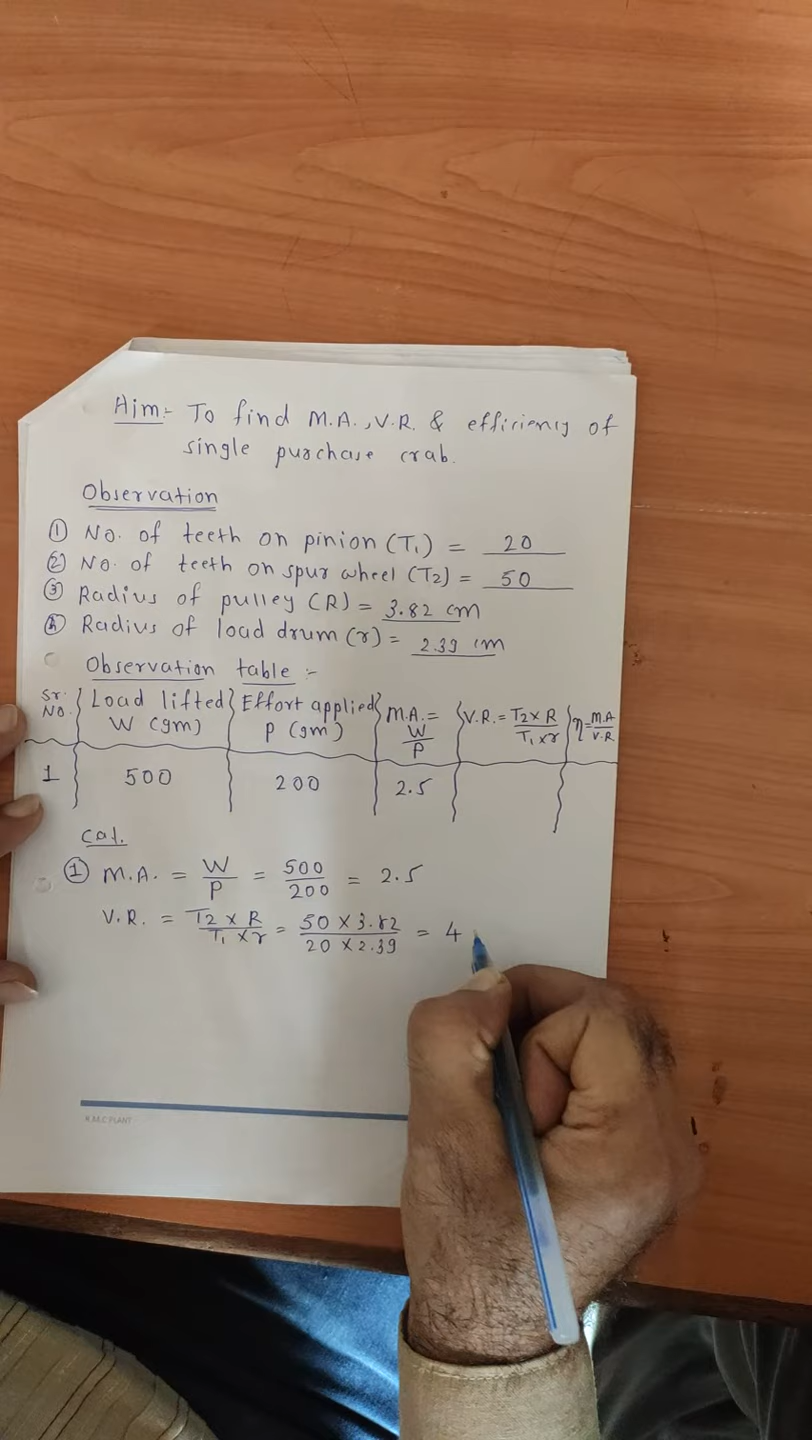 Aim:- To find M.A., V.R. & efficiency of
single purchase crab.
Observation
① No. of teeth on pinion (T₁) = 20
② No. of teeth on spur wheel (T2) = 50
③ Radius of pulley (R) = 3.82 cm
④ Radius of load drum (r) = 2.39 cm
Observation table :-
Sr. No. | Load lifted W (gm) | Effort applied P (gm) | M.A. = W/P | V.R. = T2 x R / T₁ x r | η = M.A / V.R
1 | 500 | 200 | 2.5
Cal.
① M.A. = W/P = 500/200 = 2.5
V.R. = T2 x R / T₁ x r = 50 x 3.82 / 20 x 2.39 = 4
R.M.C PLANT